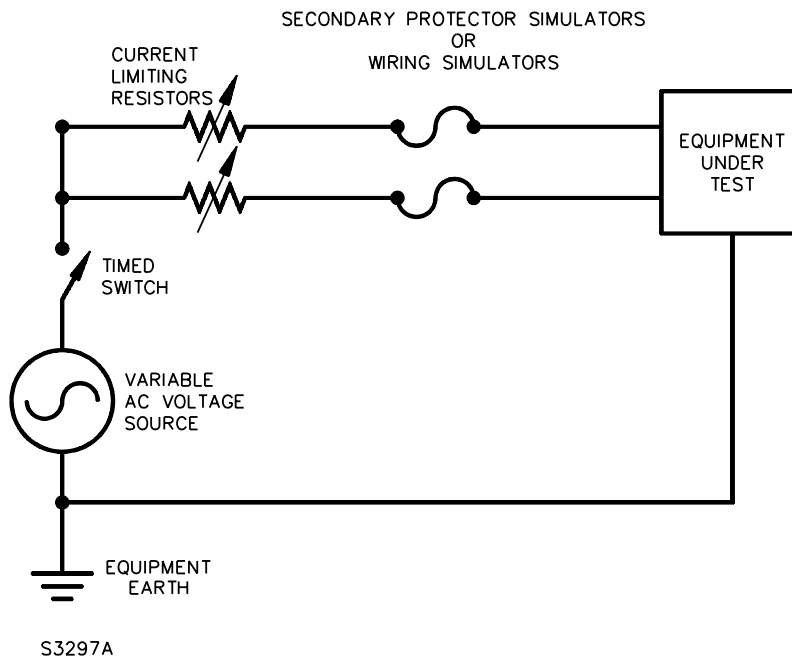 SECONDARY PROTECTOR SIMULATORS
OR
WIRING SIMULATORS
CURRENT
LIMITING
RESISTORS
EQUIPMENT
UNDER
TEST
TIMED
SWITCH
VARIABLE
AC VOLTAGE
SOURCE
EQUIPMENT
EARTH
S3297A